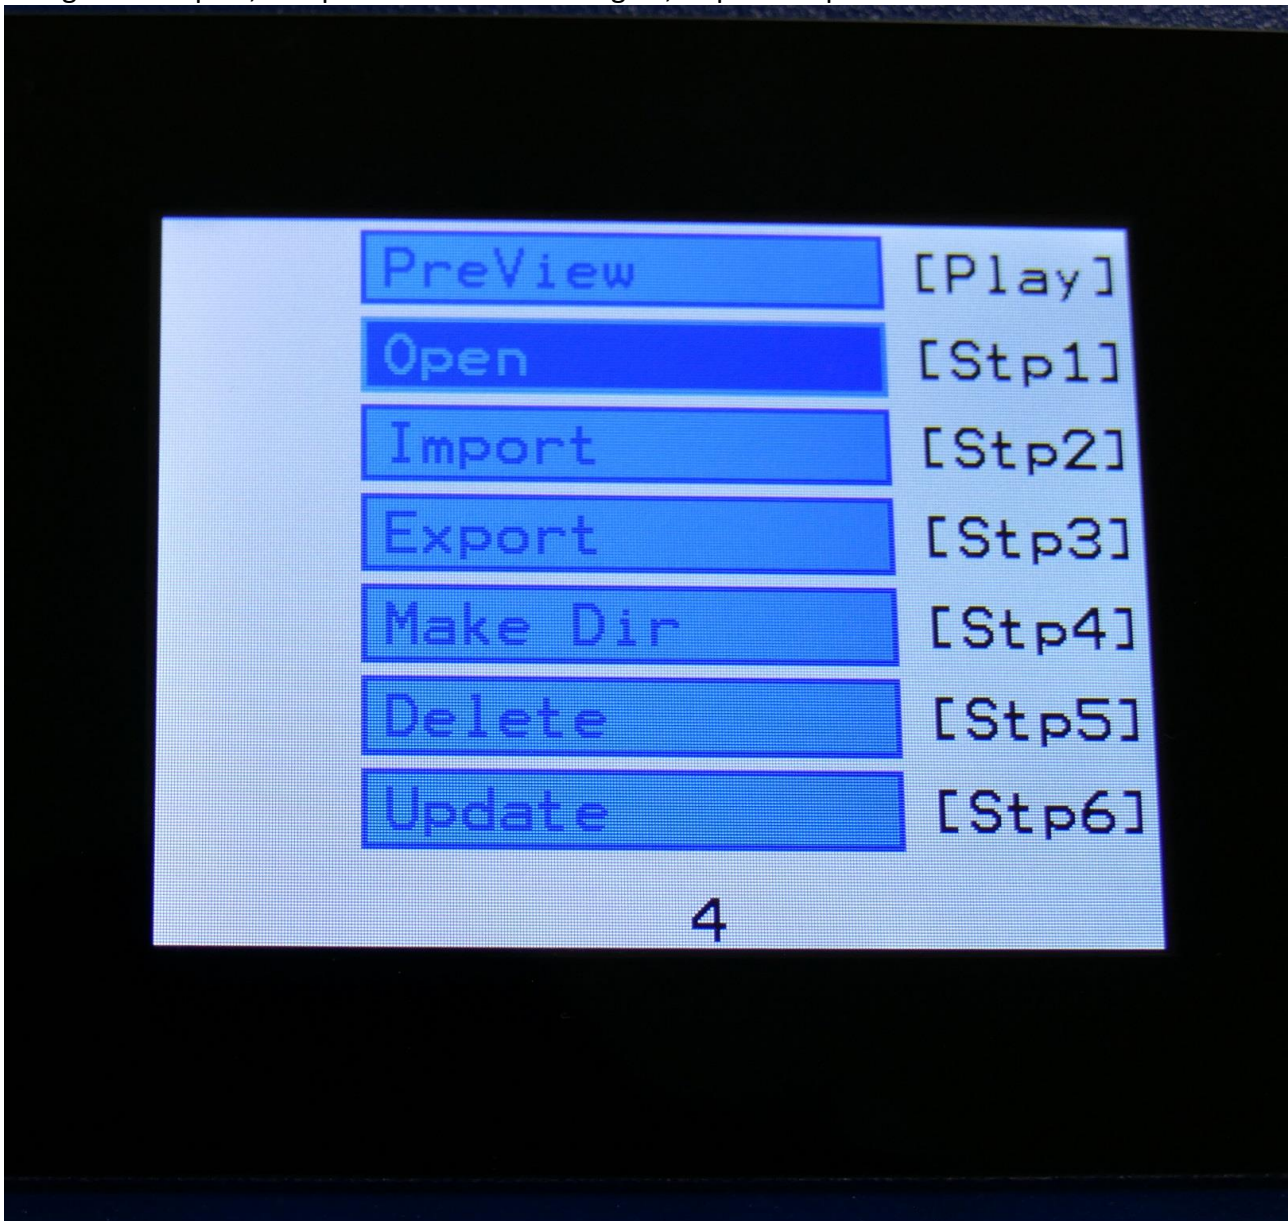 PreView [Play]
Open [Stp1]
Import [Stp2]
Export [Stp3]
Make Dir [Stp4]
Delete [Stp5]
Update [Stp6]
4